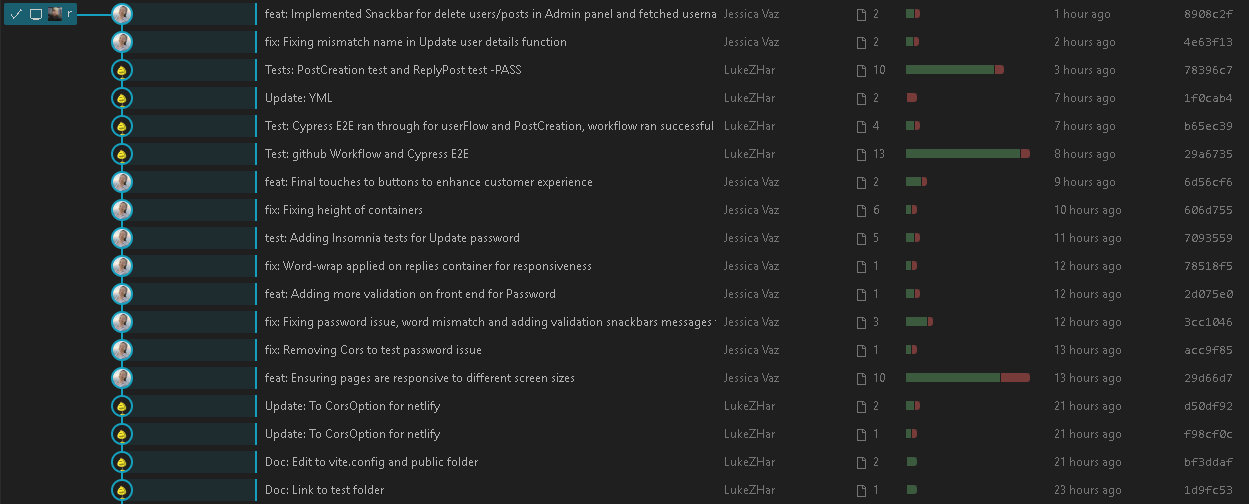 r feat: Implemented Snackbar for delete users/posts in Admin panel and fetched userna Jessica Vaz 2 1 hour ago 8908c2f
fix: Fixing mismatch name in Update user details function Jessica Vaz 2 2 hours ago 4e63f13
Tests: PostCreation test and ReplyPost test -PASS LukeZHar 10 3 hours ago 78396c7
Update: YML LukeZHar 2 7 hours ago 1f0cab4
Test: Cypress E2E ran through for userFlow and PostCreation, workflow ran successful LukeZHar 4 7 hours ago b65ec39
Test: github Workflow and Cypress E2E LukeZHar 13 8 hours ago 29a6735
feat: Final touches to buttons to enhance customer experience Jessica Vaz 2 9 hours ago 6d56cf6
fix: Fixing height of containers Jessica Vaz 6 10 hours ago 606d755
test: Adding Insomnia tests for Update password Jessica Vaz 5 11 hours ago 7093559
fix: Word-wrap applied on replies container for responsiveness Jessica Vaz 1 12 hours ago 78518f5
feat: Adding more validation on front end for Password Jessica Vaz 1 12 hours ago 2d075e0
fix: Fixing password issue, word mismatch and adding validation snackbars messages Jessica Vaz 3 12 hours ago 3cc1046
fix: Removing Cors to test password issue Jessica Vaz 1 13 hours ago acc9f85
feat: Ensuring pages are responsive to different screen sizes Jessica Vaz 10 13 hours ago 29d66d7
Update: To CorsOption for netlify LukeZHar 2 21 hours ago d50df92
Update: To CorsOption for netlify LukeZHar 1 21 hours ago f98cf0c
Doc: Edit to vite.config and public folder LukeZHar 2 21 hours ago bf3ddaf
Doc: Link to test folder LukeZHar 1 23 hours ago 1d9fc53